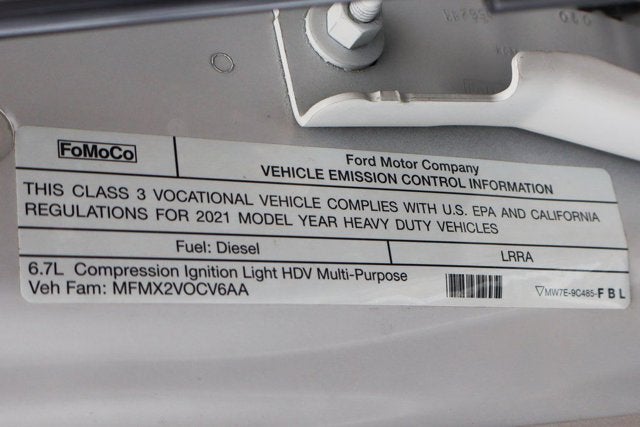 FoMoCo
Ford Motor Company
VEHICLE EMISSION CONTROL INFORMATION
THIS CLASS 3 VOCATIONAL VEHICLE COMPLIES WITH U.S. EPA AND CALIFORNIA
REGULATIONS FOR 2021 MODEL YEAR HEAVY DUTY VEHICLES
Fuel: Diesel
LRRA
6.7L Compression Ignition Light HDV Multi-Purpose
Veh Fam: MFMX2VOCV6AA
▽MW7E-9C485-FBL